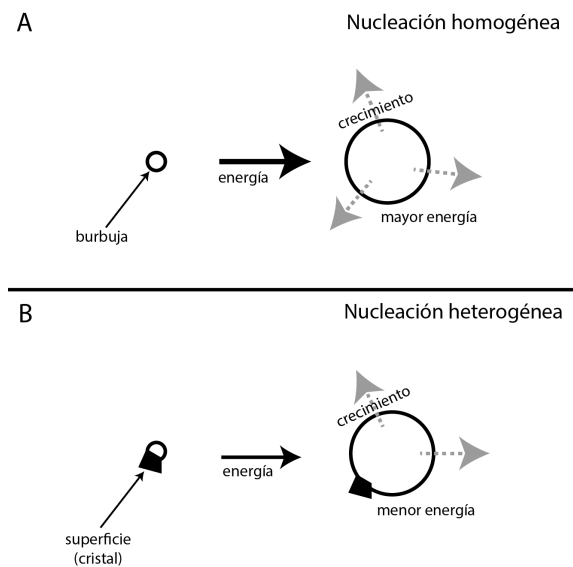 A
Nucleación homogénea
crecimiento
energía
mayor energía
burbuja
B
Nucleación heterogénea
crecimiento
energía
menor energía
superficie
(cristal)